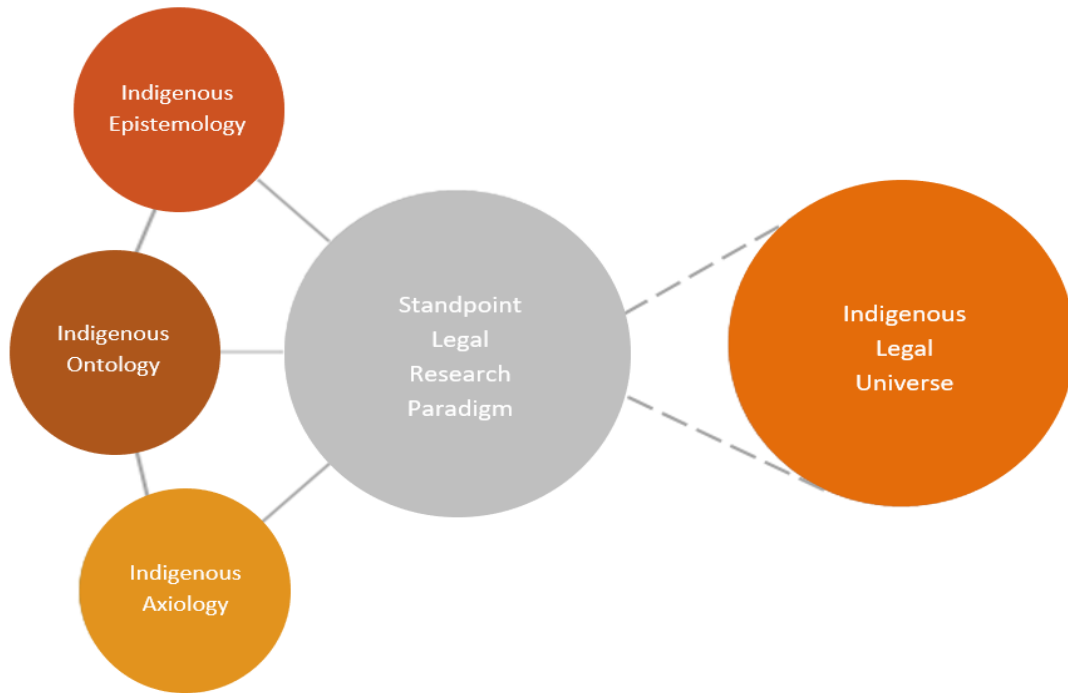 Indigenous
Epistemology
Indigenous
Ontology
Indigenous
Axiology
Standpoint
Legal
Research
Paradigm
Indigenous
Legal
Universe